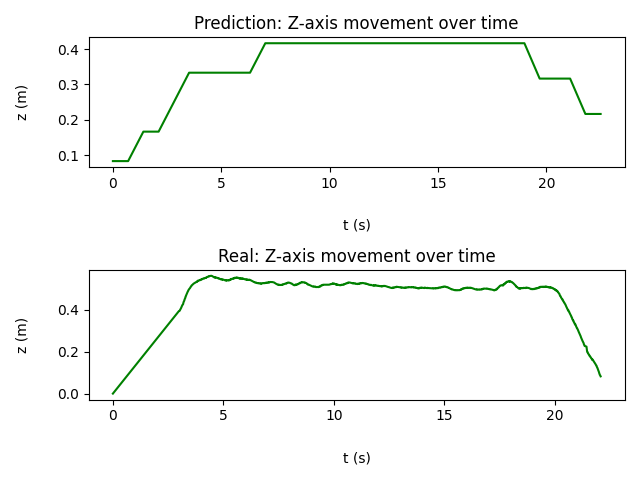 Prediction: Z-axis movement over time
0.4
0.3
0.2
0.1
z (m)
0 5 10 15 20
t (s)
Real: Z-axis movement over time
0.4
0.2
0.0
z (m)
0 5 10 15 20
t (s)